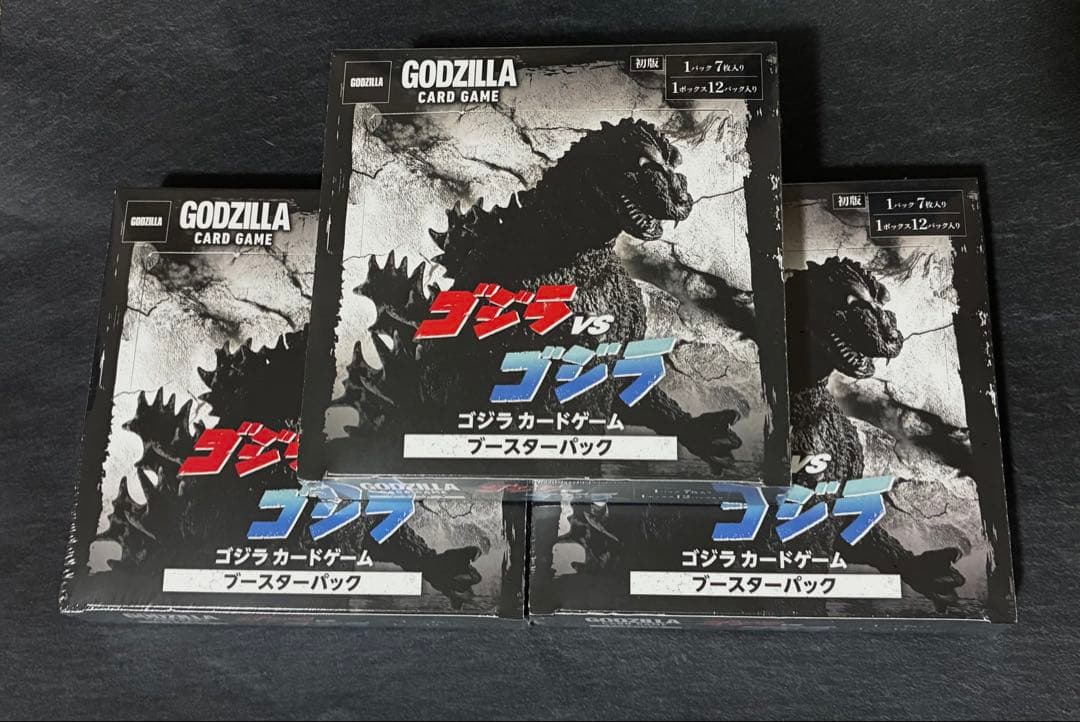 GODZILLA
GODZILLA
CARD GAME
初版
1パック 7枚入り
1ボックス12パック入り
ゴジラ
VS
ゴジラ
ゴジラ カードゲーム
ブースターパック
GODZILLA
GODZILLA
CARD GAME
ゴジ
ゴジラ
ゴジラ カードゲーム
ブースターパック
GODZILLA
初版
1パック 7枚入り
1ボックス12パック入り
VS
ゴジラ
ゴジラ カードゲーム
ブースターパック
GODZILLA
GODZILLA